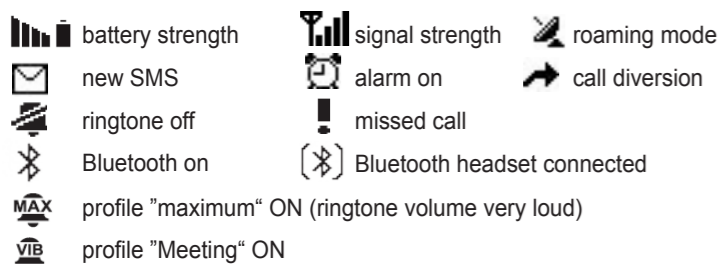 battery strength signal strength roaming mode
new SMS alarm on call diversion
ringtone off missed call
Bluetooth on Bluetooth headset connected
MAX profile ”maximum“ ON (ringtone volume very loud)
VIB profile ”Meeting“ ON